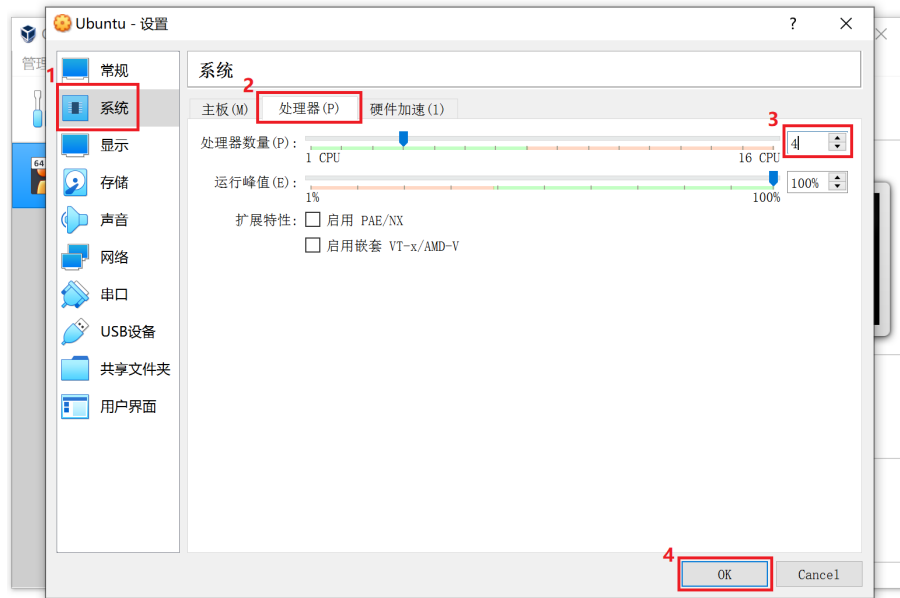 Ubuntu - 设置
?
管理
1
常规
系统
显示
存储
声音
网络
串口
USB设备
共享文件夹
用户界面
64
系统
2
主板(M)
处理器(P)
硬件加速(l)
3
处理器数量(P):
4
1 CPU
16 CPU
运行峰值(E):
100%
1%
100%
扩展特性:
启用 PAE/NX
启用嵌套 VT-x/AMD-V
4
OK
Cancel